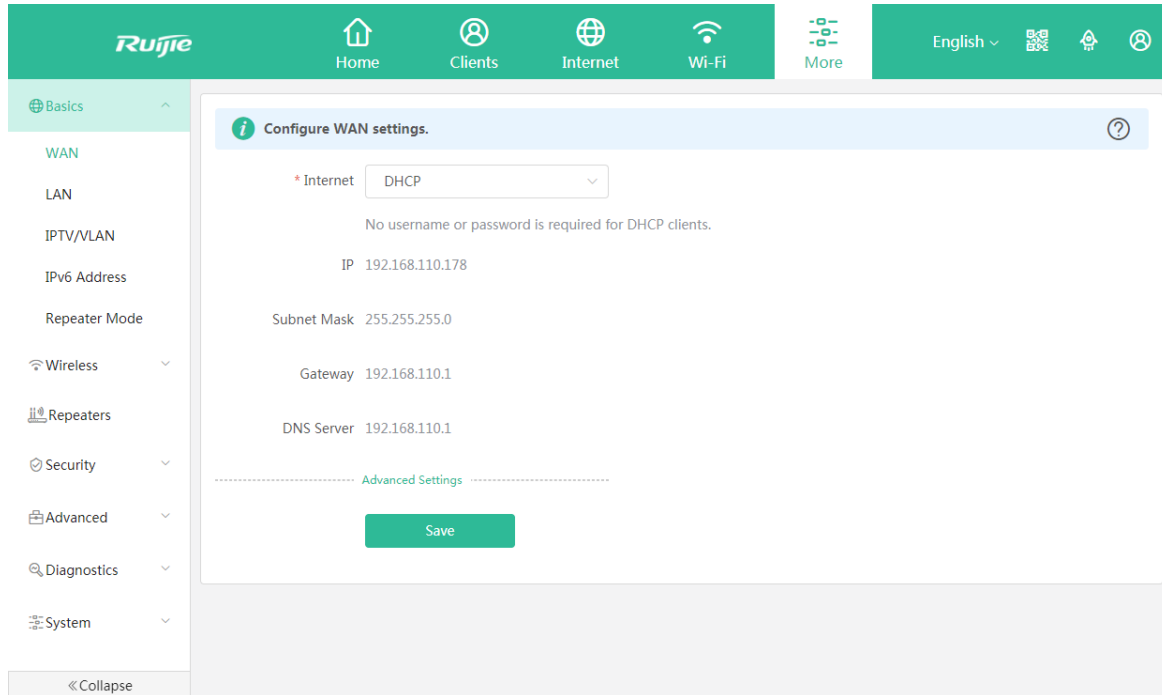 Ruijie
Home
Clients
Internet
Wi-Fi
More
English
Basics
WAN
LAN
IPTV/VLAN
IPv6 Address
Repeater Mode
Wireless
Repeaters
Security
Advanced
Diagnostics
System
Collapse
Configure WAN settings.
* Internet DHCP
No username or password is required for DHCP clients.
IP 192.168.110.178
Subnet Mask 255.255.255.0
Gateway 192.168.110.1
DNS Server 192.168.110.1
Advanced Settings
Save